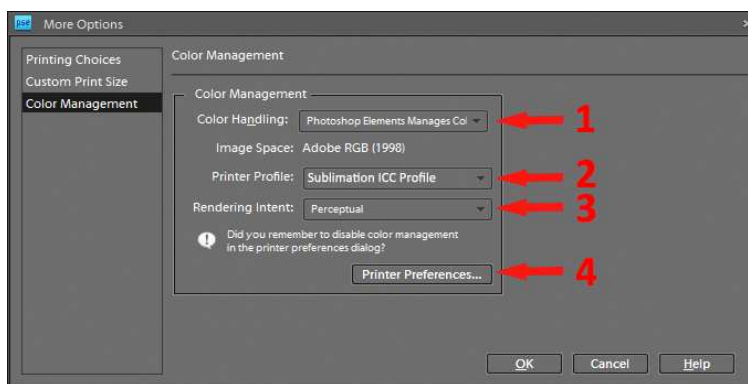 pse More Options
Printing Choices
Custom Print Size
Color Management
Color Management
Color Management
Color Handling: Photoshop Elements Manages Col
1
Image Space: Adobe RGB (1998)
Printer Profile: Sublimation ICC Profile
2
Rendering Intent: Perceptual
3
Did you remember to disable color management
in the printer preferences dialog?
Printer Preferences...
4
OK Cancel Help